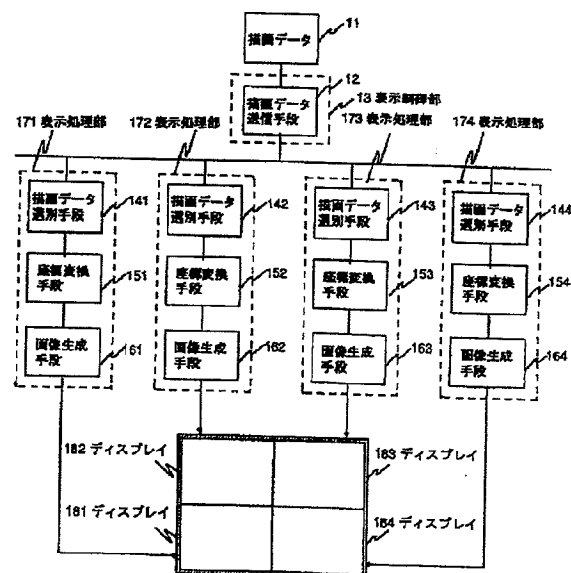 11
描画データ
12
描画データ
送信手段
13 表示制御部
171 表示処理部
172 表示処理部
173 表示処理部
174 表示処理部
描画データ
選別手段
141
描画データ
選別手段
142
描画データ
選別手段
143
描画データ
選別手段
144
座標変換
手段
151
座標変換
手段
152
座標変換
手段
153
座標変換
手段
154
画像生成
手段
161
画像生成
手段
162
画像生成
手段
163
画像生成
手段
164
182 ディスプレイ
183 ディスプレイ
181 ディスプレイ
184 ディスプレイ